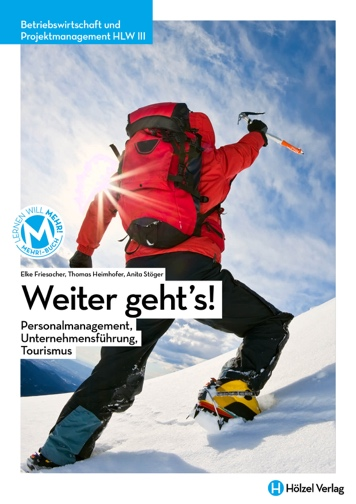 Betriebswirtschaft und
Projektmanagement HLW III
LERNEN WILL MEHR!
M
MEHR!-BUCH
Elke Friesacher, Thomas Heimhofer, Anita Stöger
Weiter geht's!
Personalmanagement,
Unternehmensführung,
Tourismus
H Hölzel Verlag